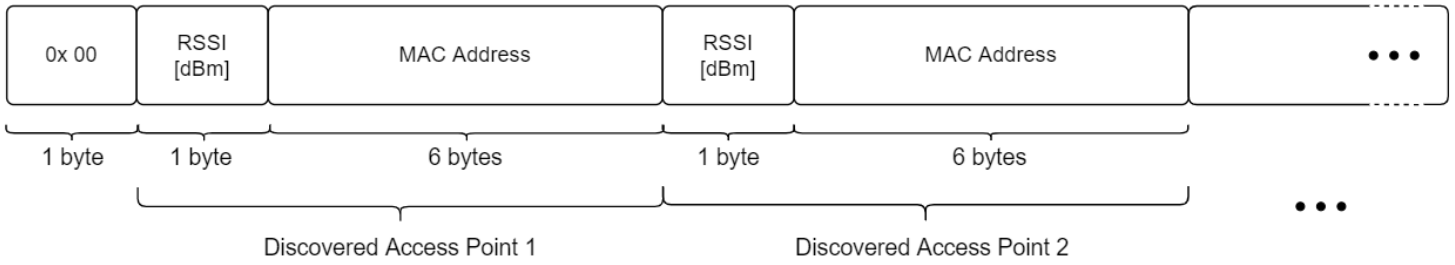 0x 00
RSSI
[dBm]
MAC Address
RSSI
[dBm]
MAC Address
1 byte
1 byte
6 bytes
1 byte
6 bytes
Discovered Access Point 1
Discovered Access Point 2